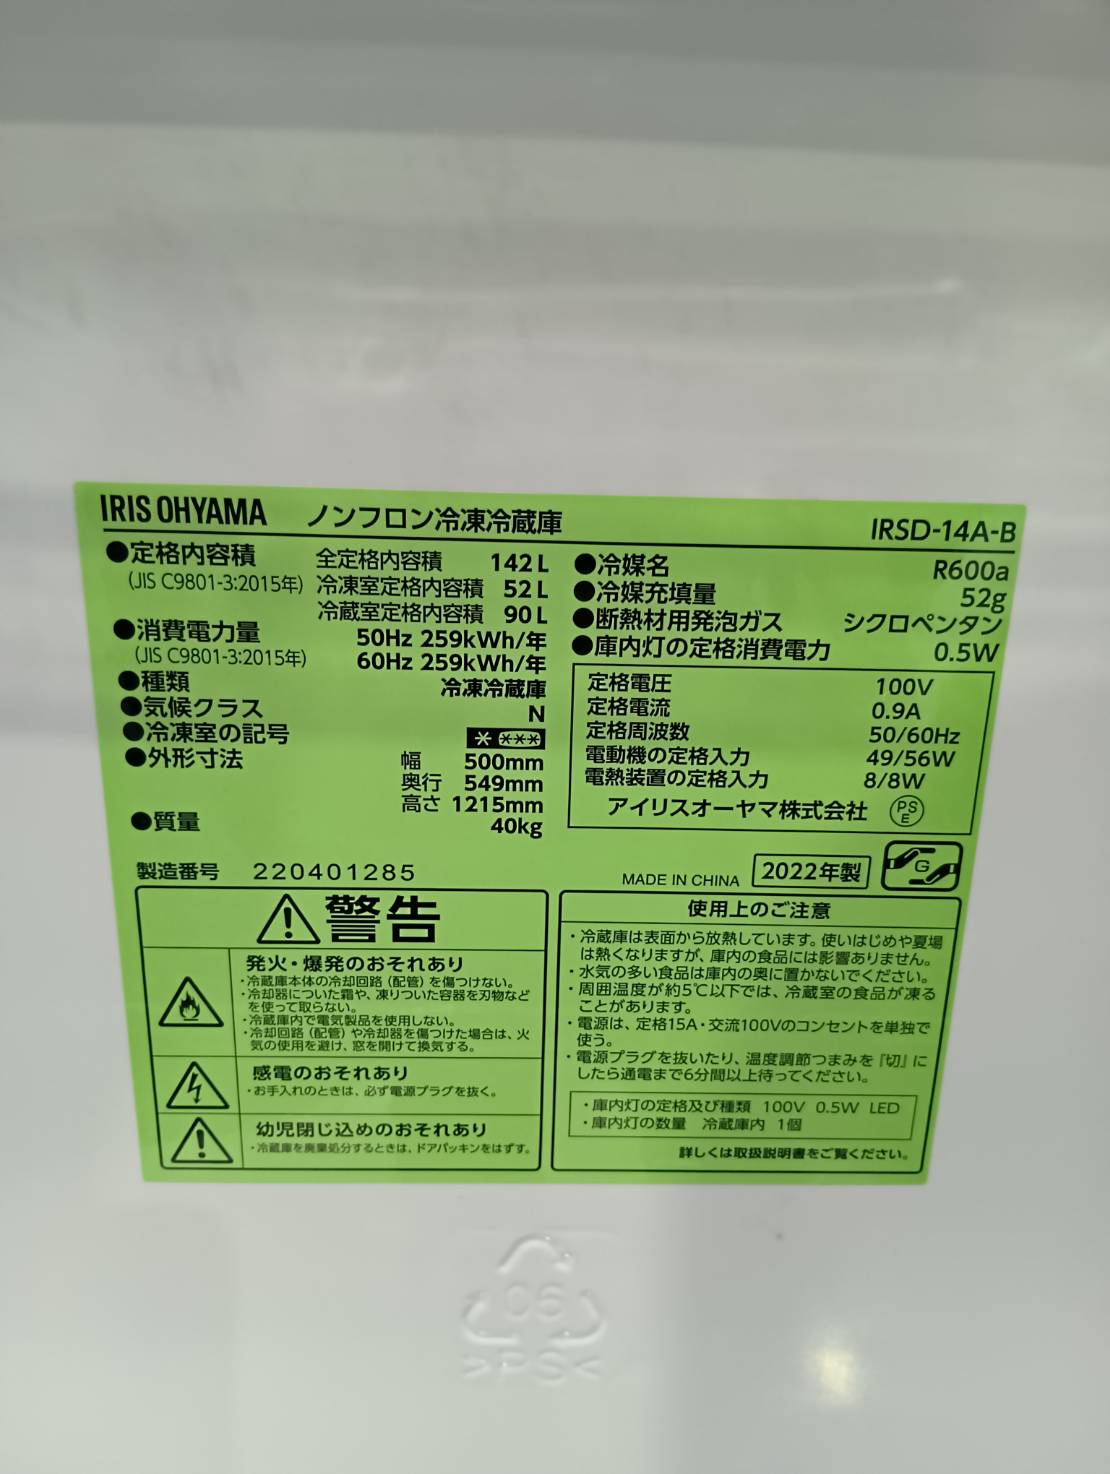 IRIS OHYAMA ノンフロン冷凍冷蔵庫 IRSD-14A-B
●定格内容積 全定格内容積 142L
(JIS C9801-3:2015年) 冷凍室定格内容積 52L
冷蔵室定格内容積 90L
●消費電力量 50Hz 259kWh/年
(JIS C9801-3:2015年) 60Hz 259kWh/年
●種類 冷凍冷蔵庫
●気候クラス N
●冷凍室の記号 * ***
●外形寸法 幅 500mm
奥行 549mm
高さ 1215mm
●質量 40kg
●冷媒名 R600a
●冷媒充填量 52g
●断熱材用発泡ガス シクロペンタン
●庫内灯の定格消費電力 0.5W
定格電圧 100V
定格電流 0.9A
定格周波数 50/60Hz
電動機の定格入力 49/56W
電熱装置の定格入力 8/8W
アイリスオーヤマ株式会社 PSE
製造番号 220401285
MADE IN CHINA 2022年製 G
警告
発火・爆発のおそれあり
・冷蔵庫本体の冷却回路（配管）を傷つけない。
・冷却器についた霜や、凍りついた容器を刃物など
を使って取らない。
・冷蔵庫内で電気製品を使用しない。
・冷却回路（配管）や冷却器を傷つけた場合は、火
気の使用を避け、窓を開けて換気する。
感電のおそれあり
・お手入れのときは、必ず電源プラグを抜く。
幼児閉じ込めのおそれあり
・冷蔵庫を廃棄処分するときは、ドアパッキンをはずす。
使用上のご注意
・冷蔵庫は表面から放熱しています。使いはじめや夏場
は熱くなりますが、庫内の食品には影響ありません。
・水気の多い食品は庫内の奥に置かないでください。
・周囲温度が約5℃以下では、冷蔵室の食品が凍る
ことがあります。
・電源は、定格15A・交流100Vのコンセントを単独で
使う。
・電源プラグを抜いたり、温度調節つまみを『切』に
したら通電まで6分間以上待ってください。
・庫内灯の定格及び種類 100V 0.5W LED
・庫内灯の数量 冷蔵庫内 1個
詳しくは取扱説明書をご覧ください。
06
>PS<